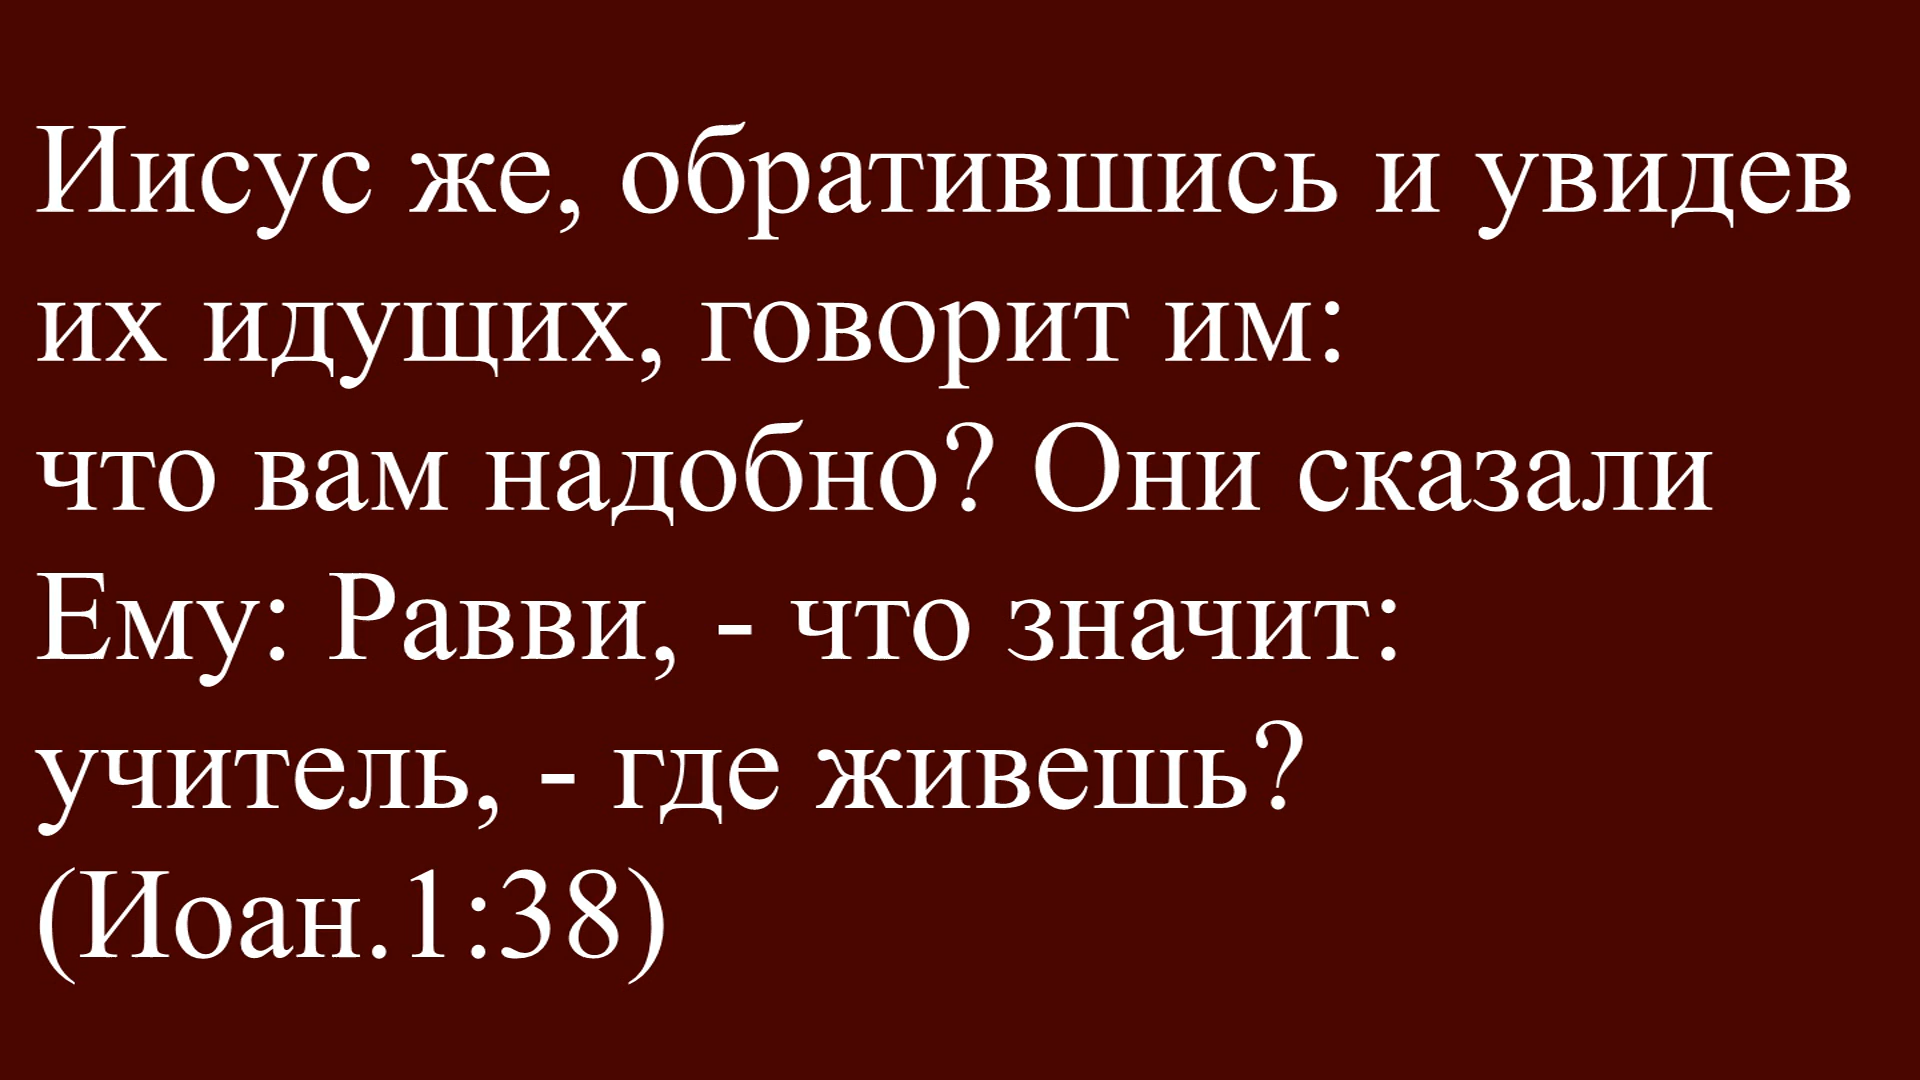 Иисус же, обратившись и увидев
их идущих, говорит им:
что вам надобно? Они сказали
Ему: Равви, - что значит:
учитель, - где живешь?
(Иоан.1:38)